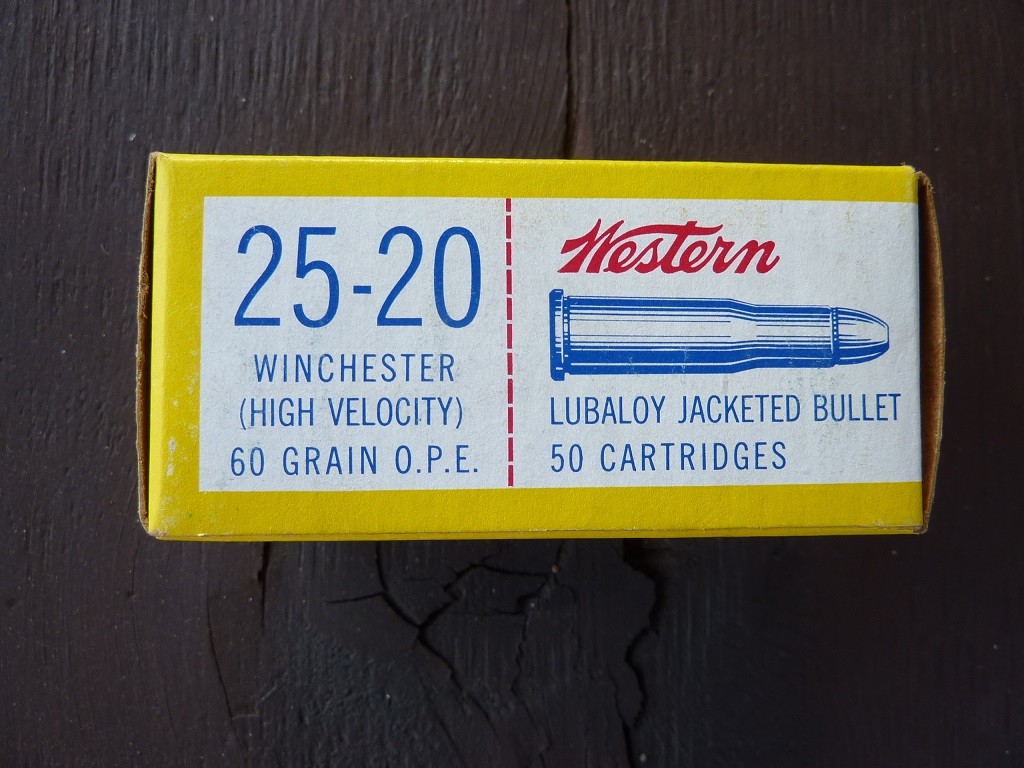 25-20
WINCHESTER
(HIGH VELOCITY)
60 GRAIN O.P.E.
Western
LUBALOY JACKETED BULLET
50 CARTRIDGES